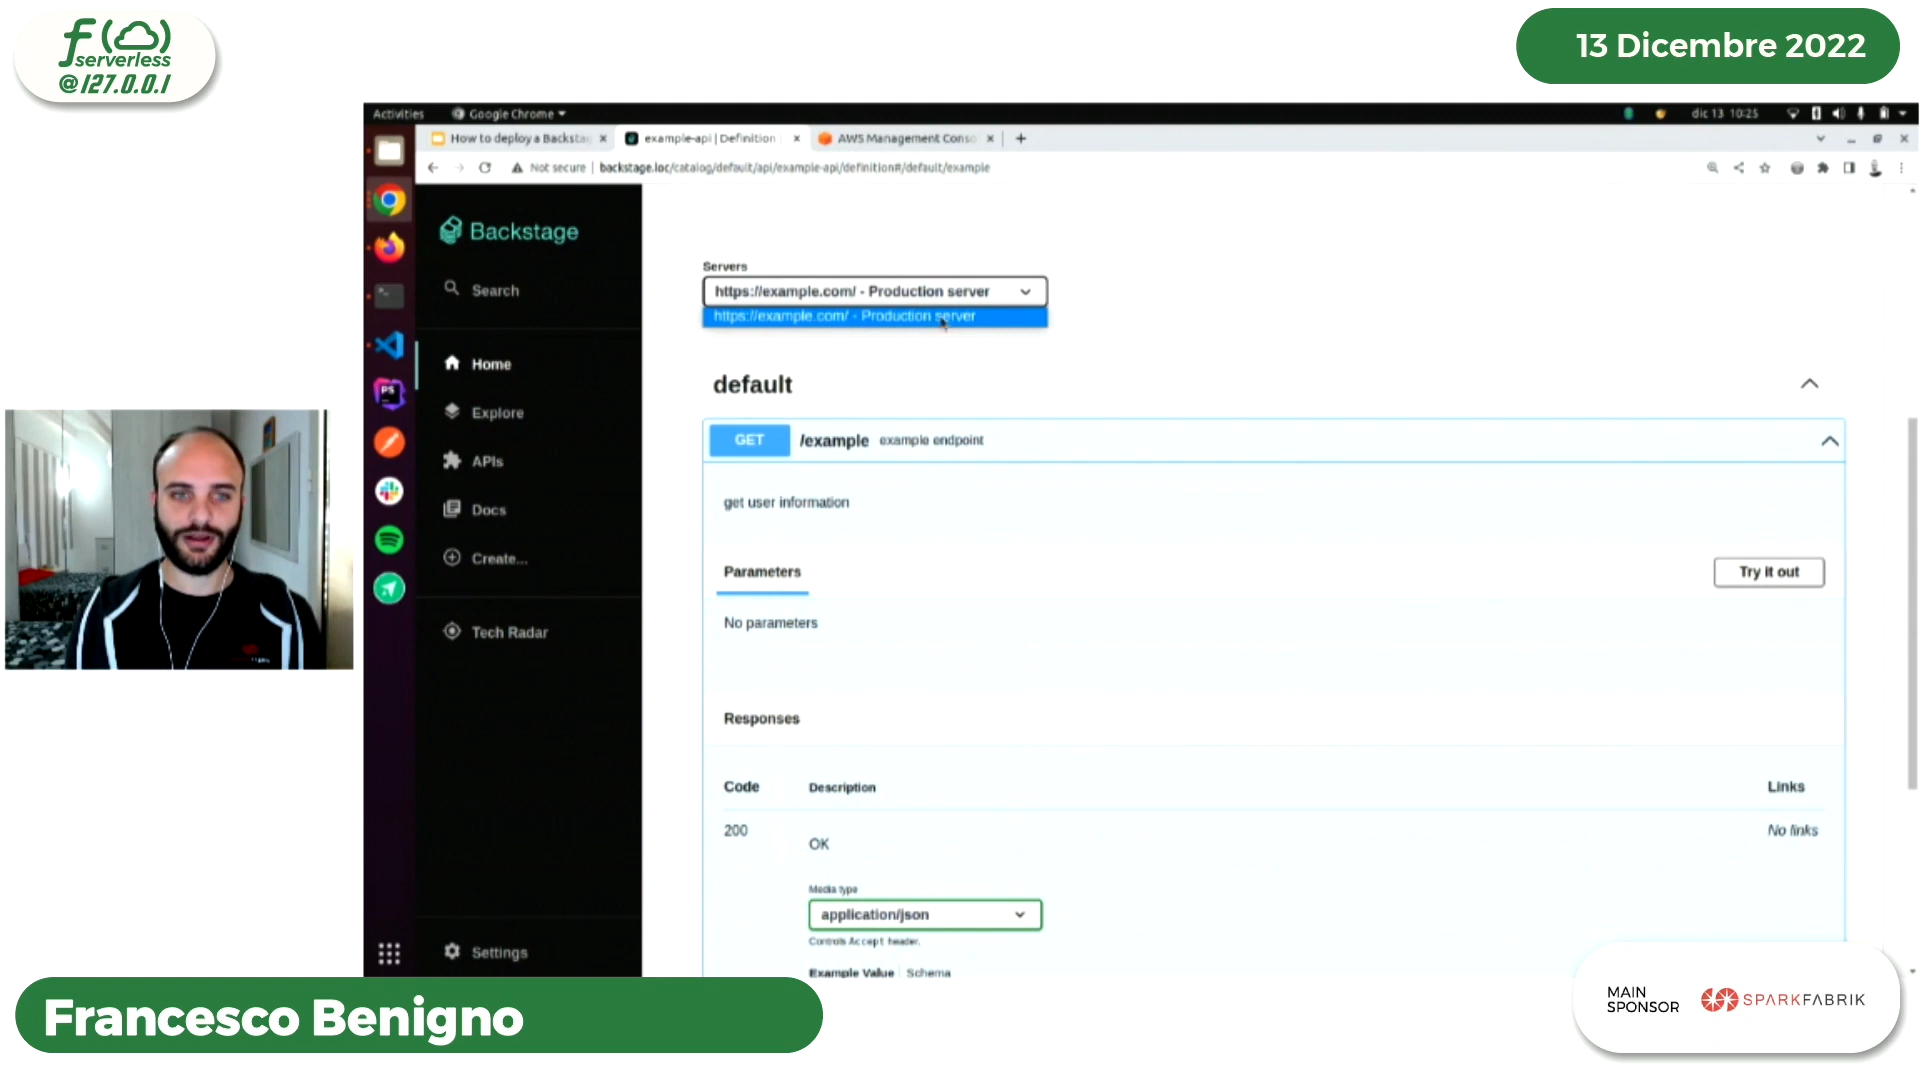 f()
serverless
@127.0.0.1
13 Dicembre 2022
Activities
Google Chrome
dic 13 10:25
How to deploy a Backsta
example-api | Definition
AWS Management Conso
Not secure
backstage.loc/catalog/default/api/example-api/definition#/default/example
Backstage
Search
Home
Explore
APIs
Docs
Create...
Tech Radar
Settings
Servers
https://example.com/ - Production server
https://example.com/ - Production server
default
GET /example example endpoint
get user information
Parameters
Try it out
No parameters
Responses
Code Description Links
200 OK No links
Media type
application/json
Controls Accept header.
Example Value Schema
PS
Francesco Benigno
MAIN
SPONSOR
SPARKFABRIK